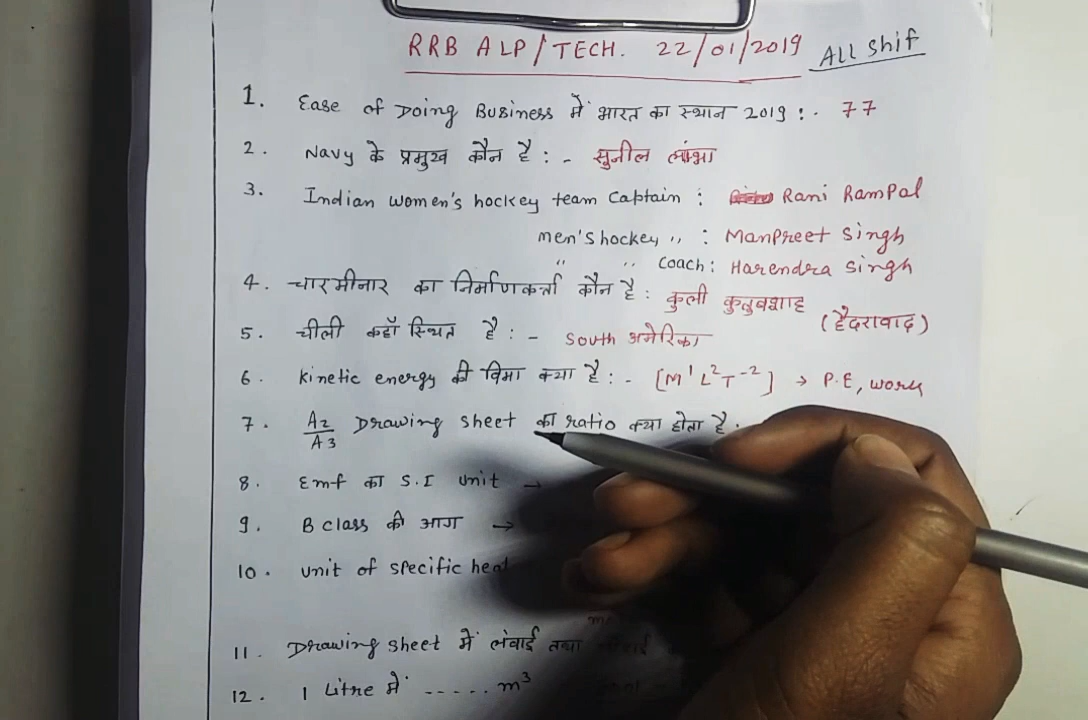 RRB ALP/TECH. 22/01/2019 All Shif
1. Ease of Doing Business में भारत का स्थान 2019 :- 77
2. Navy के प्रमुख कौन है :- सुनील लांभा
3. Indian women's hockey team Captain : Rani Rampal
men's hockey ,, : Manpreet Singh
" " Coach : Harendra Singh
4. चारमीनार का निर्माणकर्त्ता कौन है : कुली कुतुबशाह (हैदराबाद)
5. चीली कहाँ स्थित है :- South अमेरिका
6. Kinetic energy की विमा क्या है :- [M¹L²T⁻²] → P.E, work
7. A2/A3 Drawing sheet का ratio क्या होता है.
8. Emf का S.I unit →
9. B class की आग →
10. unit of specific heat
11. Drawing sheet में लंबाई तथा
12. 1 Litre में ..... m³